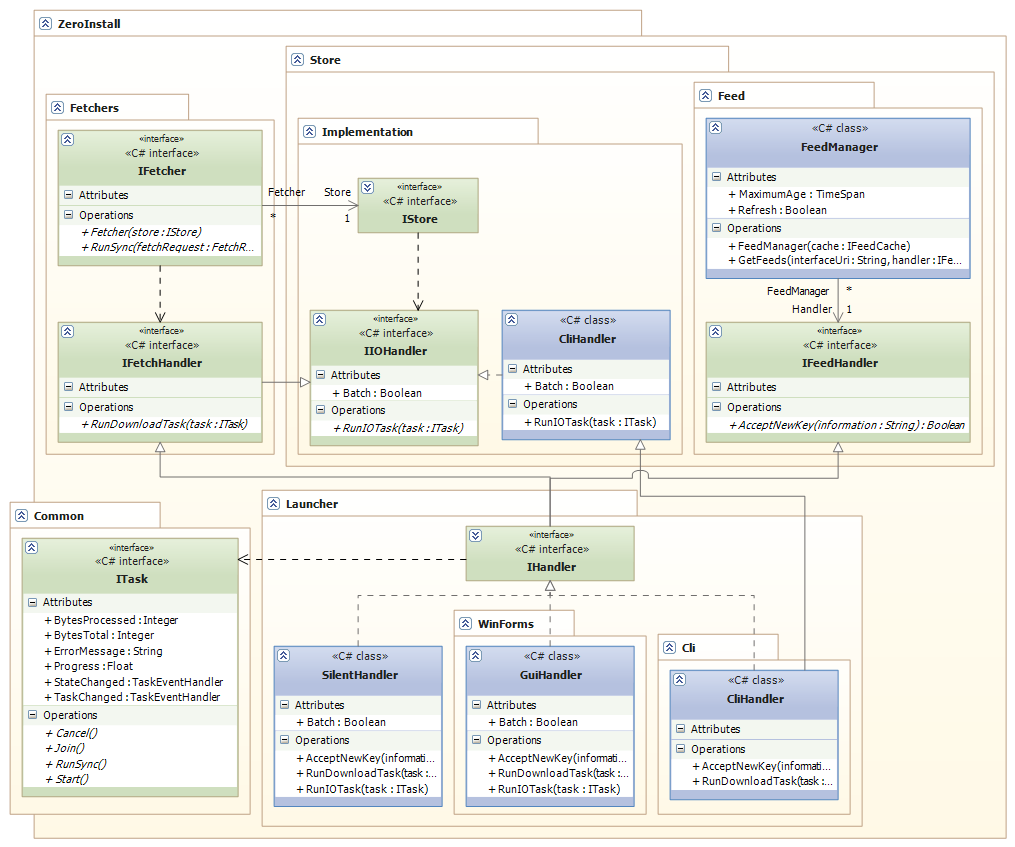 ZeroInstall
Store
Fetchers
«interface»
«C# interface»
IFetcher
Attributes
Operations
+ Fetcher(store : IStore)
+ RunSync(fetchRequest : FetchR...
Fetcher
Store
*
1
Implementation
«interface»
«C# interface»
IStore
Feed
«C# class»
FeedManager
Attributes
+ MaximumAge : TimeSpan
+ Refresh : Boolean
Operations
+ FeedManager(cache : IFeedCache)
+ GetFeeds(interfaceUri : String, handler : IFe...
FeedManager
*
Handler
1
«interface»
«C# interface»
IFetchHandler
Attributes
Operations
+ RunDownloadTask(task : ITask)
«interface»
«C# interface»
IIOHandler
Attributes
+ Batch : Boolean
Operations
+ RunIOTask(task : ITask)
«C# class»
CliHandler
Attributes
+ Batch : Boolean
Operations
+ RunIOTask(task : ITask)
«interface»
«C# interface»
IFeedHandler
Attributes
Operations
+ AcceptNewKey(information : String) : Boolean
Common
«interface»
«C# interface»
ITask
Attributes
+ BytesProcessed : Integer
+ BytesTotal : Integer
+ ErrorMessage : String
+ Progress : Float
+ StateChanged : TaskEventHandler
+ TaskChanged : TaskEventHandler
Operations
+ Cancel()
+ Join()
+ RunSync()
+ Start()
Launcher
«interface»
«C# interface»
IHandler
«C# class»
SilentHandler
Attributes
+ Batch : Boolean
Operations
+ AcceptNewKey(informati...
+ RunDownloadTask(task :...
+ RunIOTask(task : ITask)
WinForms
«C# class»
GuiHandler
Attributes
+ Batch : Boolean
Operations
+ AcceptNewKey(informati...
+ RunDownloadTask(task :...
+ RunIOTask(task : ITask)
Cli
«C# class»
CliHandler
Attributes
Operations
+ AcceptNewKey(informati...
+ RunDownloadTask(task :...